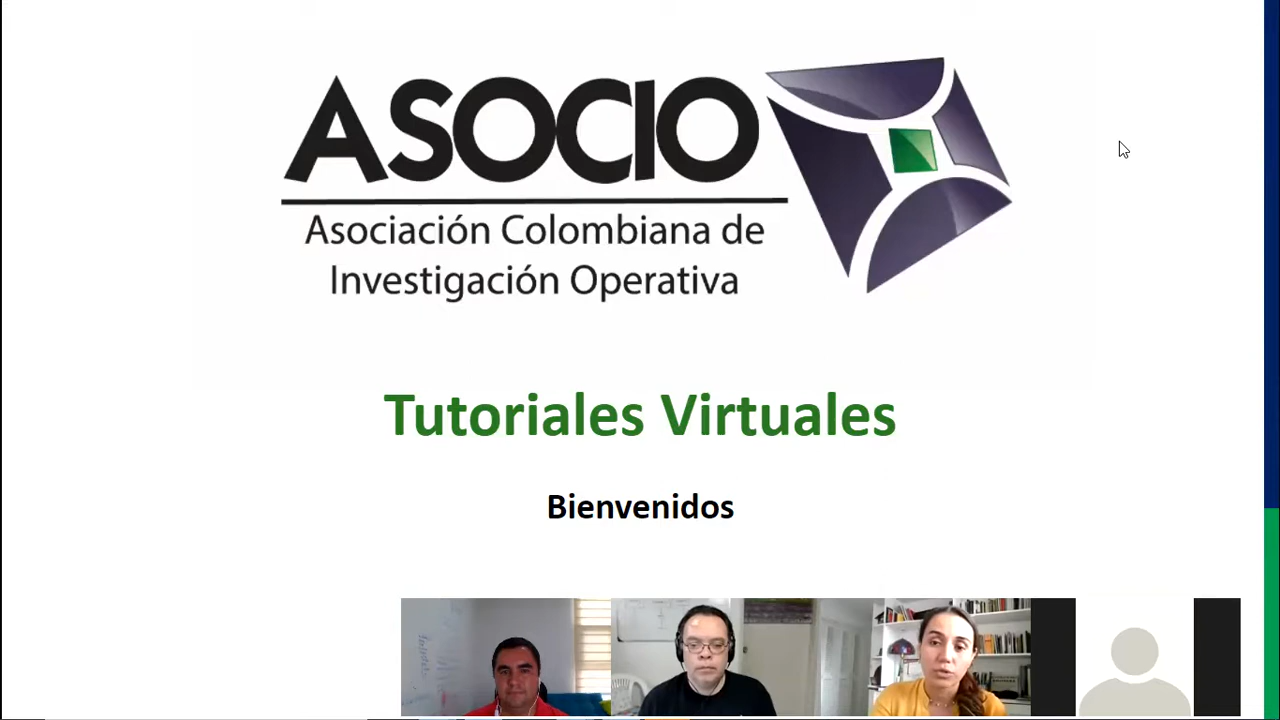 ASOCIO
Asociación Colombiana de
Investigación Operativa
Tutoriales Virtuales
Bienvenidos